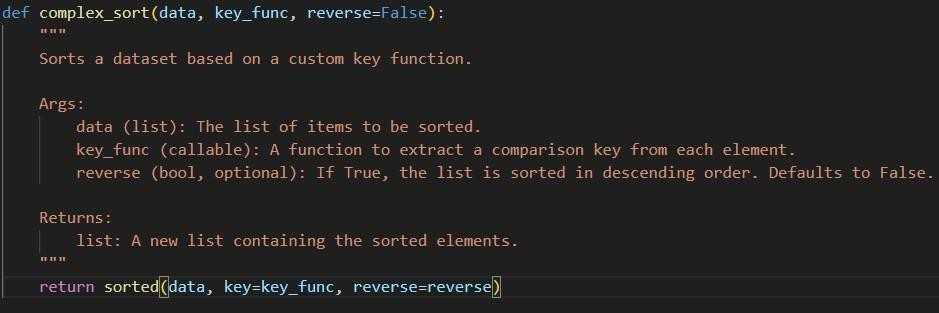 def complex_sort(data, key_func, reverse=False):
    """
    Sorts a dataset based on a custom key function.

    Args:
        data (list): The list of items to be sorted.
        key_func (callable): A function to extract a comparison key from each element.
        reverse (bool, optional): If True, the list is sorted in descending order. Defaults to False.

    Returns:
        list: A new list containing the sorted elements.
    """
    return sorted(data, key=key_func, reverse=reverse)